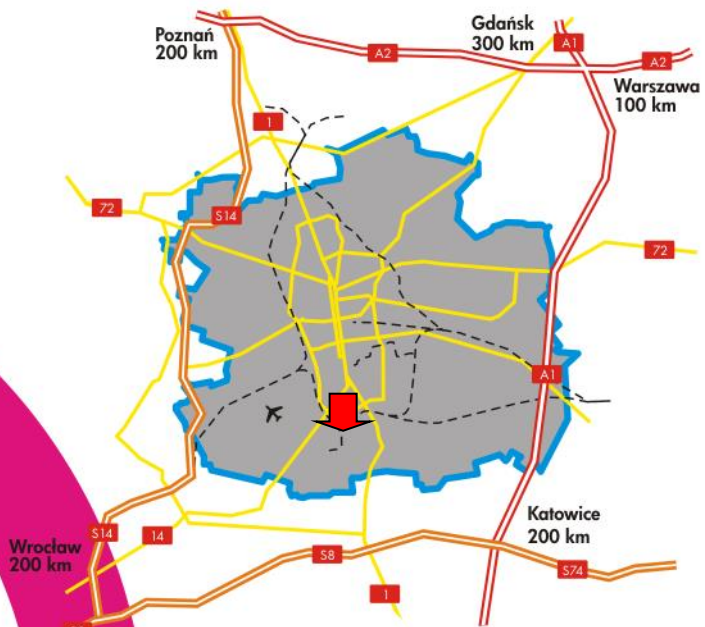 Poznań
200 km
Gdańsk
300 km
A1
A2
A2
Warszawa
100 km
1
72
S14
72
A1
S14
14
Wrocław
200 km
Katowice
200 km
S8
S74
1